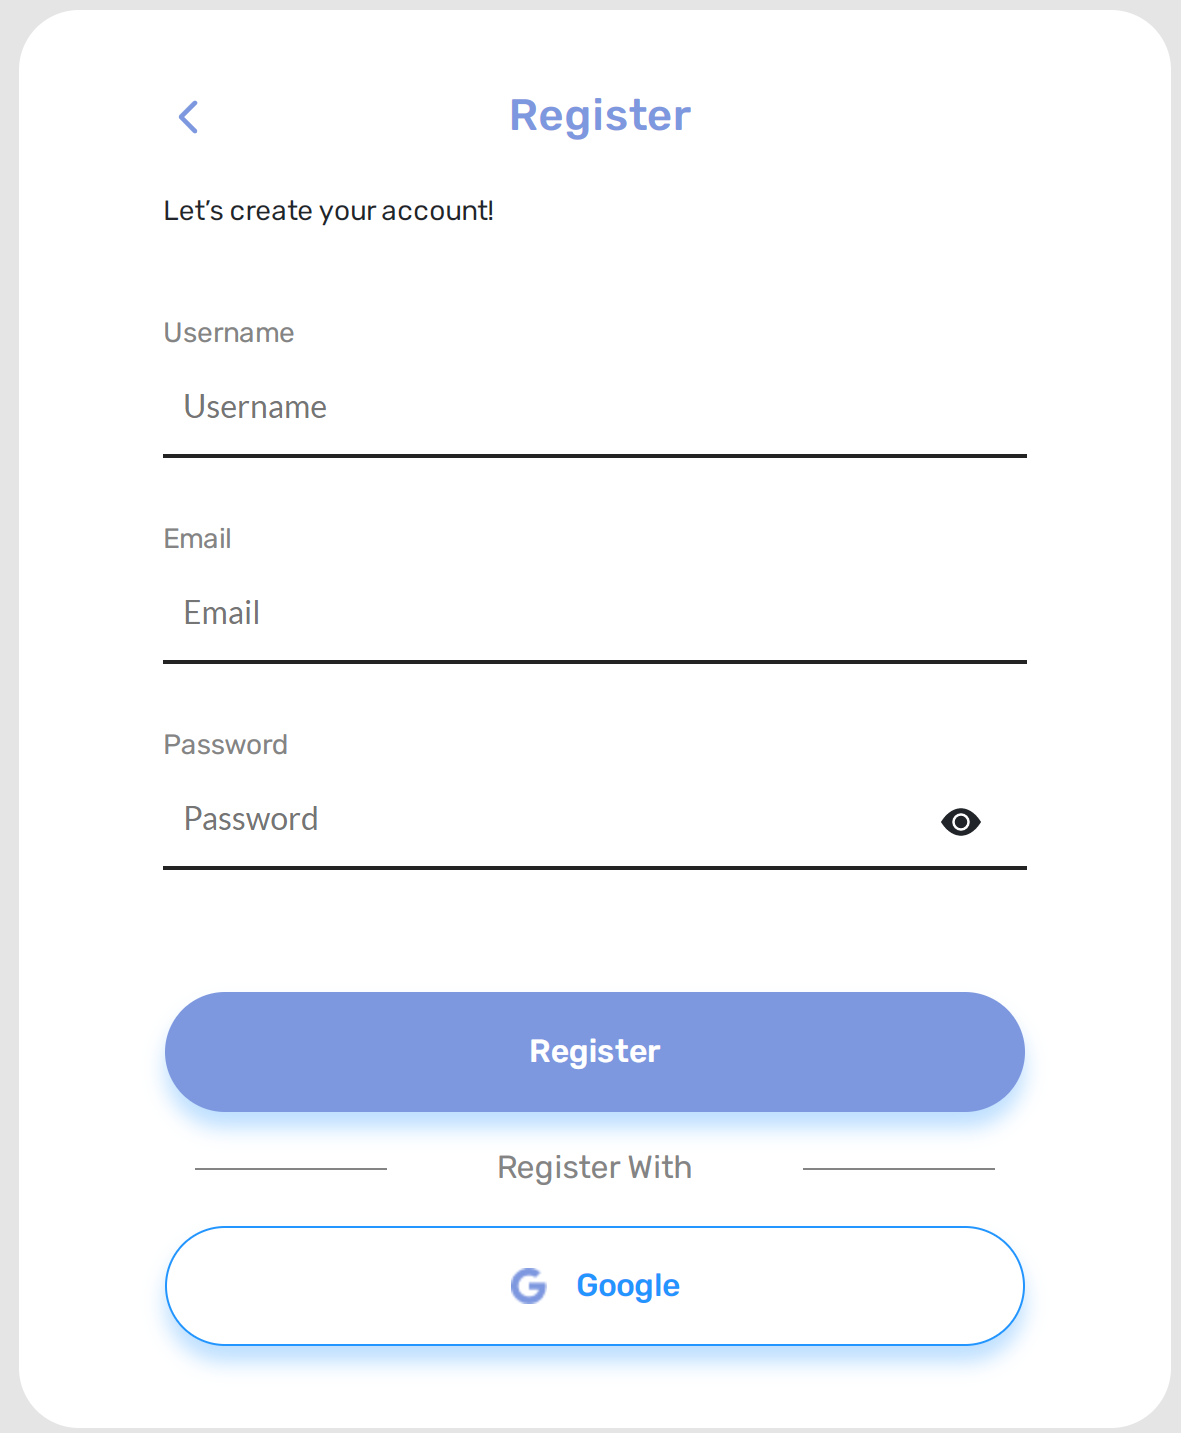 Register
Let’s create your account!
Username
Username
Email
Email
Password
Password
Register
Register With
Google